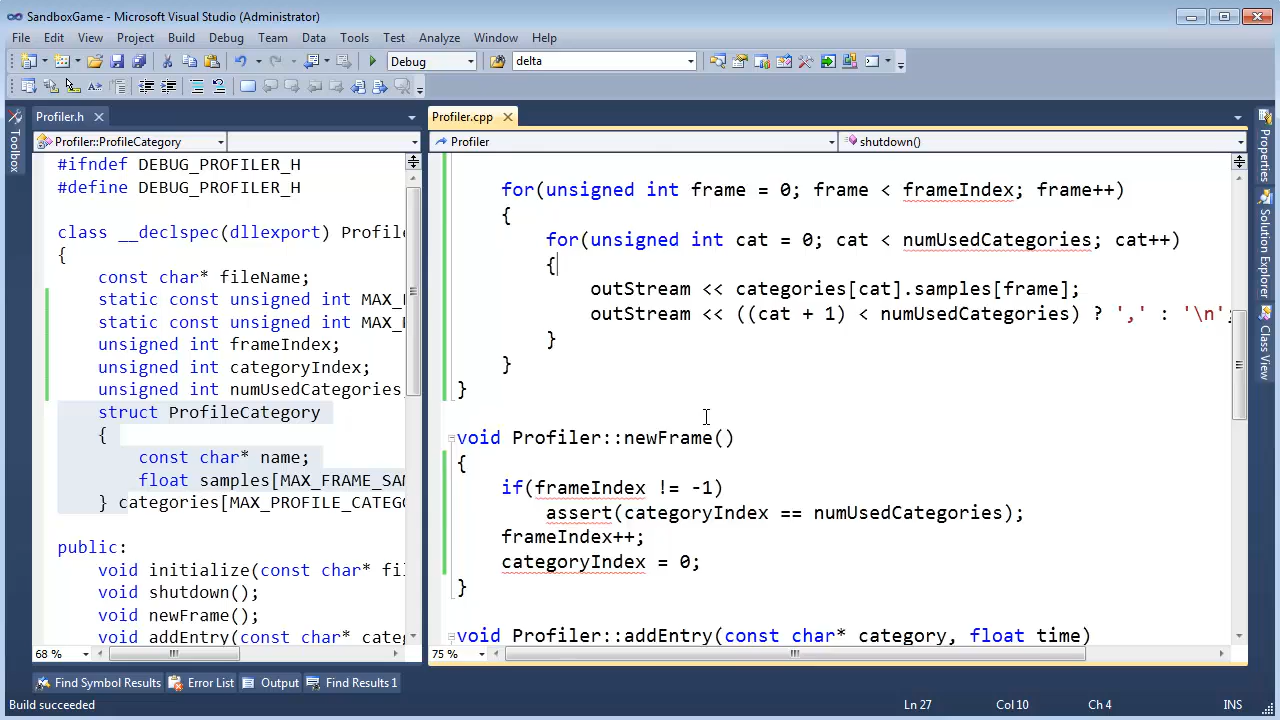 SandboxGame - Microsoft Visual Studio (Administrator)
File Edit View Project Build Debug Team Data Tools Test Analyze Window Help
Debug delta
Profiler.h
Profiler.cpp
Profiler::ProfileCategory
Profiler
shutdown()
Toolbox
#ifndef DEBUG_PROFILER_H
#define DEBUG_PROFILER_H
class __declspec(dllexport) Profile
{
const char* fileName;
static const unsigned int MAX_F
static const unsigned int MAX_F
unsigned int frameIndex;
unsigned int categoryIndex;
unsigned int numUsedCategories
struct ProfileCategory
{
const char* name;
float samples[MAX_FRAME_SAM
} categories[MAX_PROFILE_CATEGO
public:
void initialize(const char* fil
void shutdown();
void newFrame();
void addEntry(const char* categ
68 %
for(unsigned int frame = 0; frame < frameIndex; frame++)
{
for(unsigned int cat = 0; cat < numUsedCategories; cat++)
{
outStream << categories[cat].samples[frame];
outStream << ((cat + 1) < numUsedCategories) ? ',' : '\n';
}
}
}
void Profiler::newFrame()
{
if(frameIndex != -1)
assert(categoryIndex == numUsedCategories);
frameIndex++;
categoryIndex = 0;
}
void Profiler::addEntry(const char* category, float time)
75 %
Properties
Solution Explorer
Class View
Find Symbol Results Error List Output Find Results 1
Build succeeded Ln 27 Col 10 Ch 4 INS